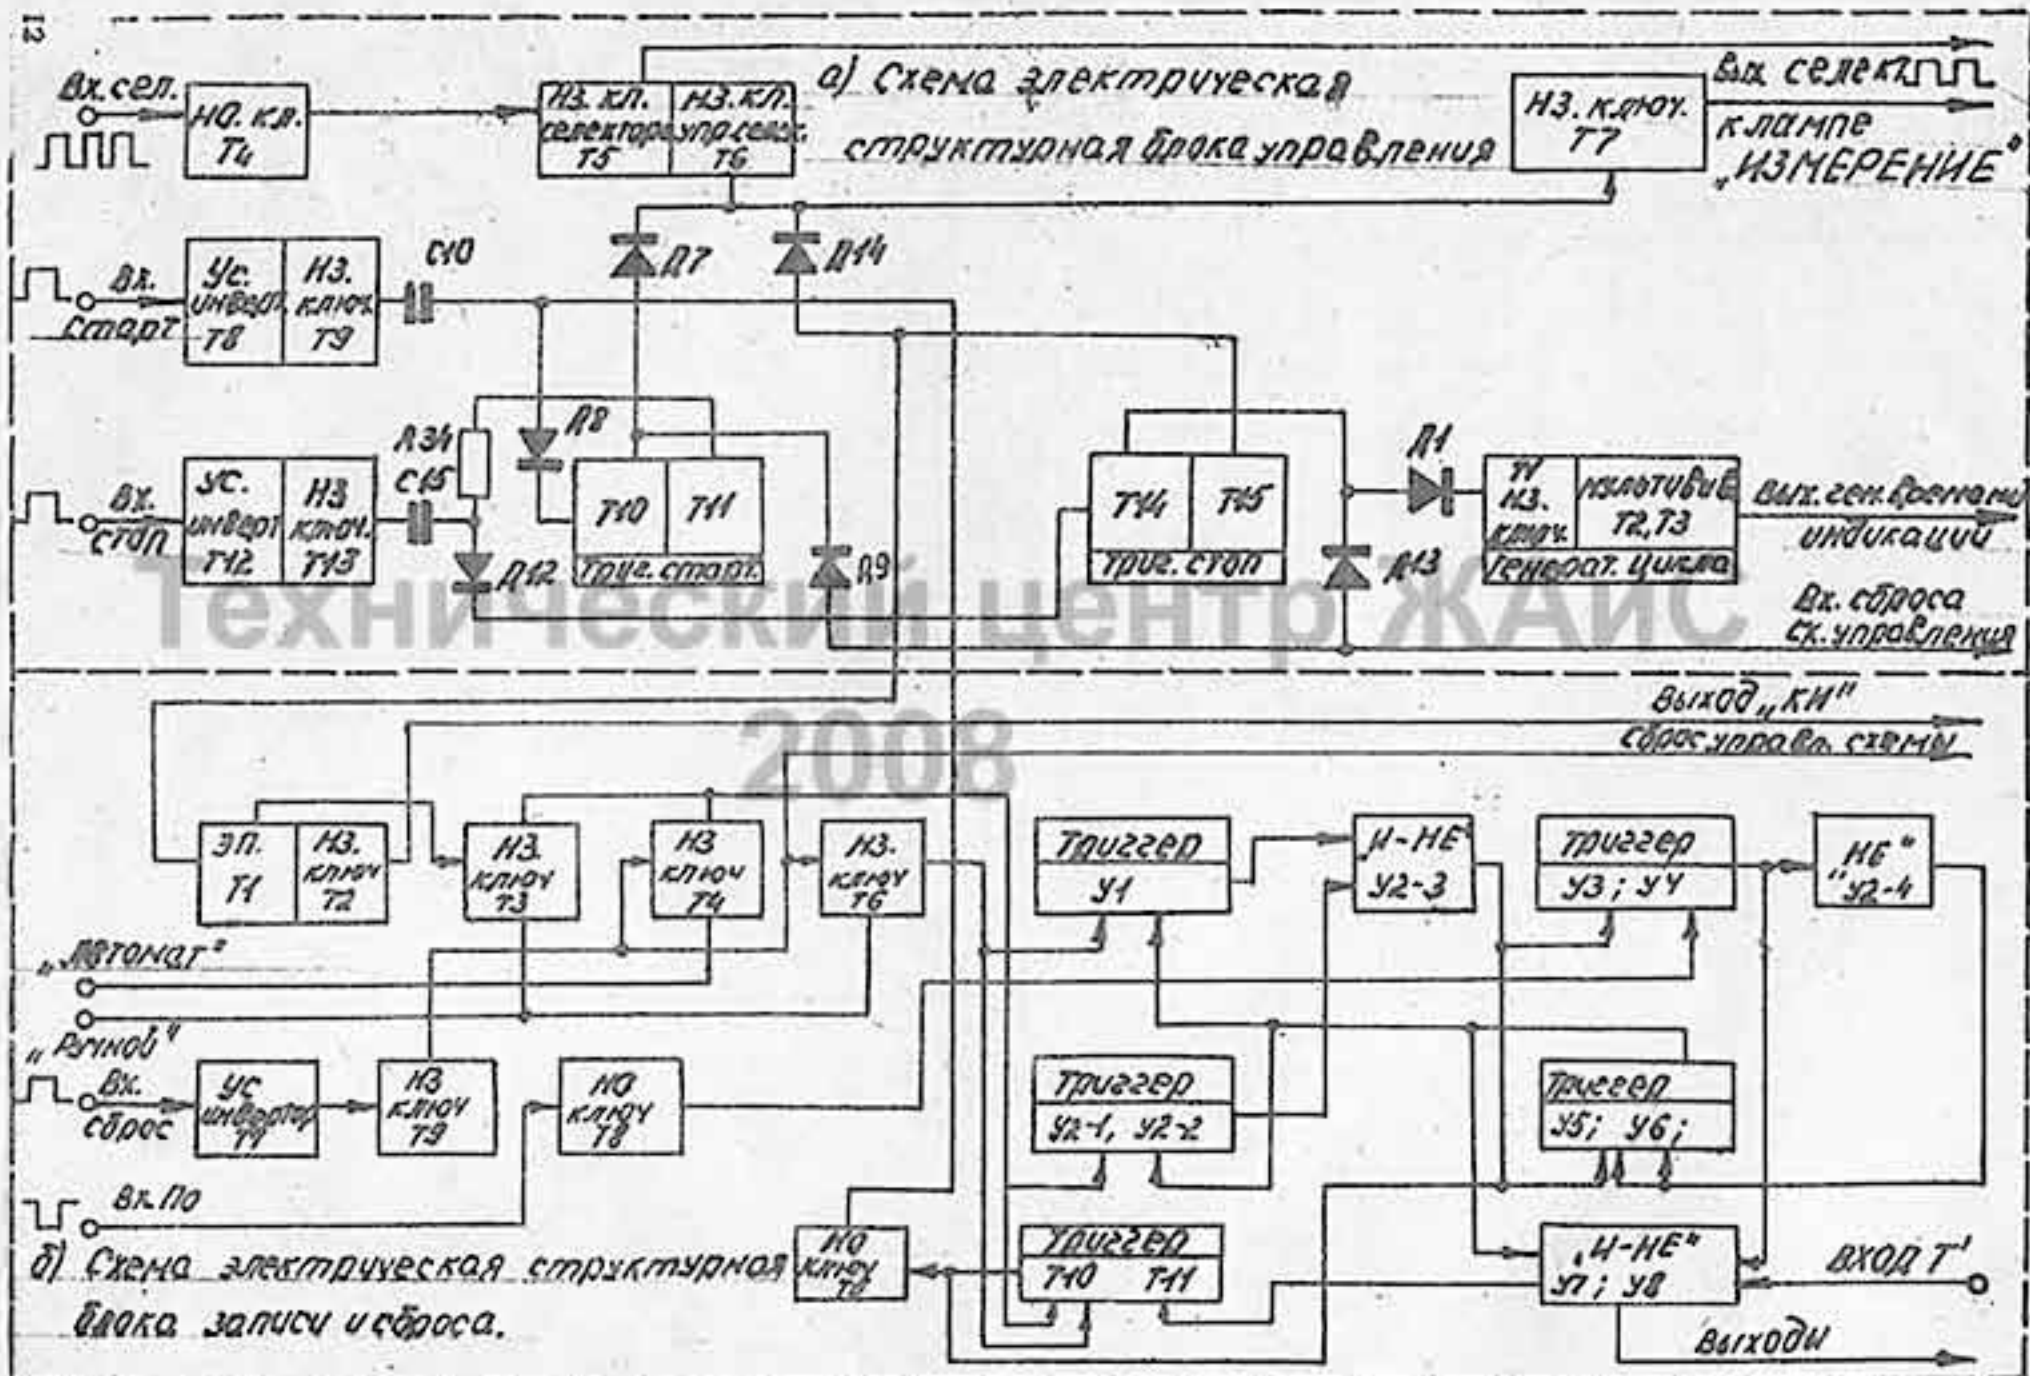 13
Вх. сел.
НО. кл.
Т4
НЗ. кл.
селектора
Т5
НЗ. кл.
упр. селек.
Т6
а) Схема электрическая
структурная блока управления
НЗ. ключ.
Т7
Вых. селект.
к лампе
„ИЗМЕРЕНИЕ"
Вх.
Старт
Ус.
инверт.
Т8
НЗ.
ключ.
Т9
С10
Д7
Д14
Вх.
стоп
УС.
инверт
Т12
НЗ
ключ.
Т13
R34
С15
Д8
Д12
Т10
Т11
Триг. старт.
Д9
Т14
Т15
Триг. стоп
Д1
Д13
Т1
НЗ.
ключ.
мультивиб
Т2, Т3
Генерат. цикла
Вых. ген. времени
индикации
Вх. сброса
сх. управления
Технический центр ЖАиС
2008
Выход „КИ"
Сброс управл. схемы
ЭП.
Т1
НЗ.
ключ
Т2
НЗ.
ключ
Т3
НЗ
ключ
Т4
НЗ.
ключ
Т6
Триггер
У1
„И-НЕ"
У2-3
Триггер
У3; У4
„НЕ"
У2-4
„Автомат"
„Ручной"
Вх.
сброс
УС
инвертор
Т7
НЗ
ключ
Т9
НО
ключ
Т8
Триггер
У2-1, У2-2
Триггер
У5; У6;
Вх. ПО
НО
ключ
Триггер
Т10 Т11
„И-НЕ"
У7; У8
ВХОД Т'
Выходи
б) Схема электрическая структурная
блока записи и сброса.